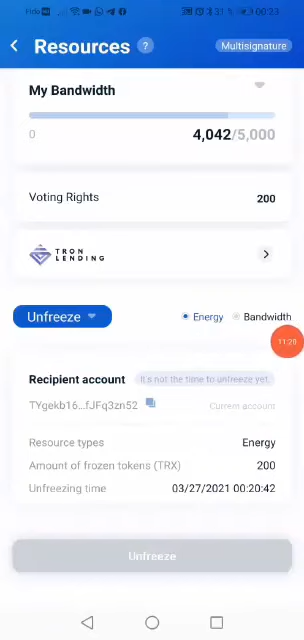 00:23
Resources ?
Multisignature
My Bandwidth
0
4,042/5,000
Voting Rights
200
TRON
LENDING
Unfreeze
Energy
Bandwidth
11:20
Recipient account
It's not the time to unfreeze yet.
TYgekb16...fJFq3zn52
Current account
Resource types
Energy
Amount of frozen tokens (TRX)
200
Unfreezing time
03/27/2021 00:20:42
Unfreeze